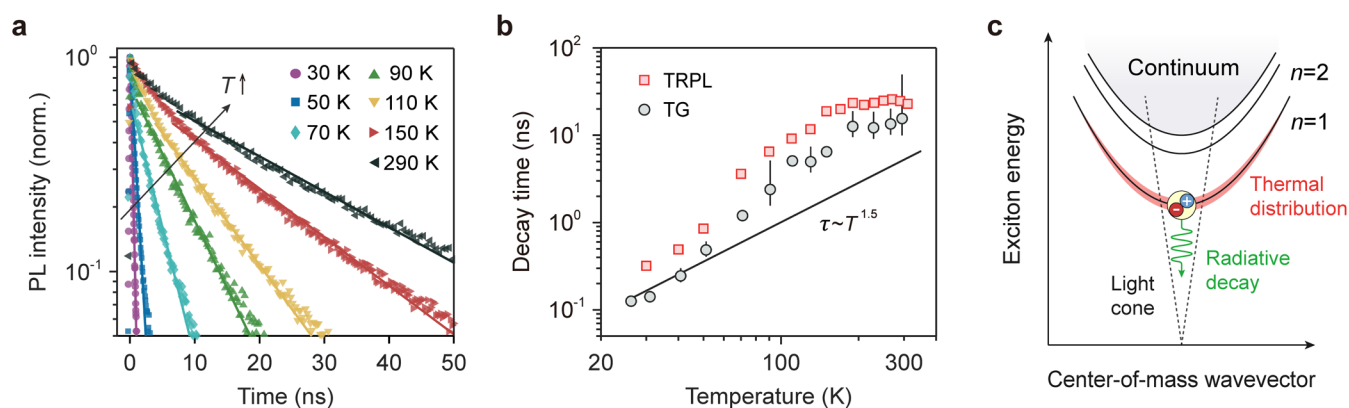 a
PL intensity (norm.)
10⁰
10⁻¹
T↑
30 K
50 K
70 K
90 K
110 K
150 K
290 K
0 10 20 30 40 50
Time (ns)
b
Decay time (ns)
10²
10¹
10⁰
10⁻¹
TRPL
TG
τ~T¹·⁵
20 100 300
Temperature (K)
c
Exciton energy
Continuum
n=2
n=1
Thermal
distribution
Radiative
decay
Light
cone
Center-of-mass wavevector